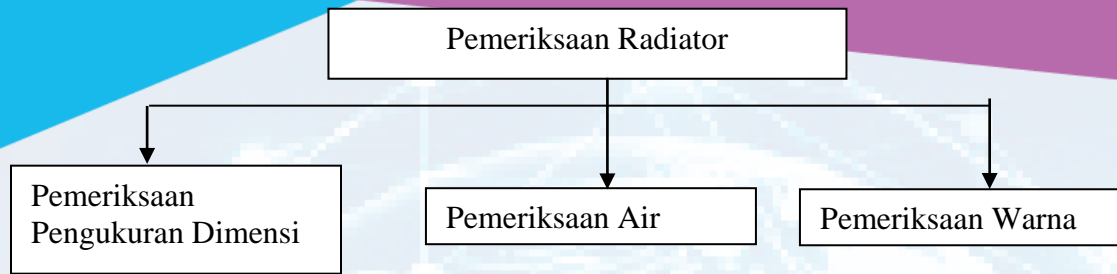 Pemeriksaan Radiator
Pemeriksaan
Pengukuran Dimensi
Pemeriksaan Air
Pemeriksaan Warna